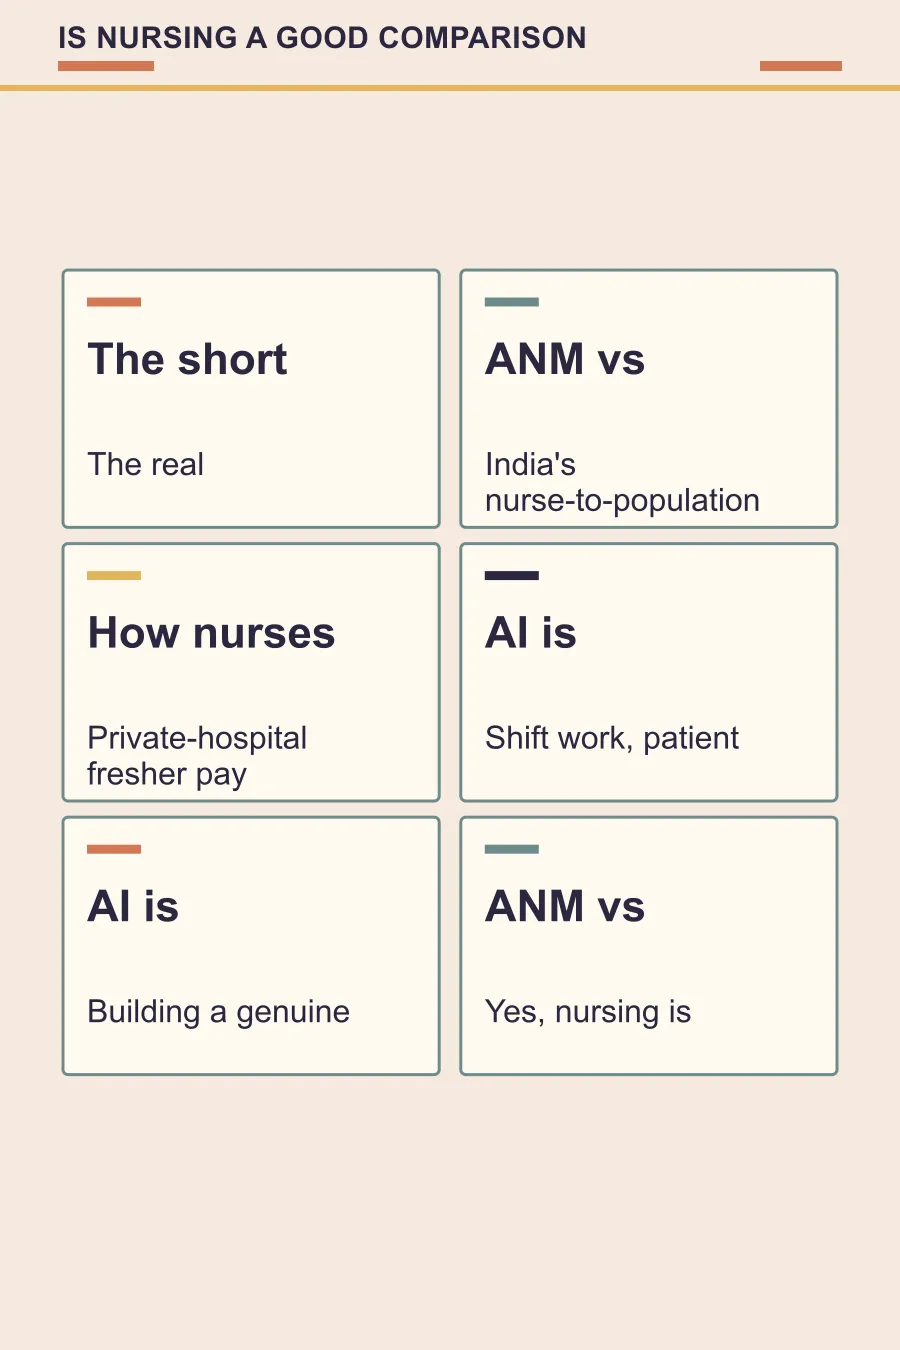 IS NURSING A GOOD COMPARISON
The short
The real
ANM vs
India's
nurse-to-population
How nurses
Private-hospital
fresher pay
AI is
Shift work, patient
AI is
Building a genuine
ANM vs
Yes, nursing is